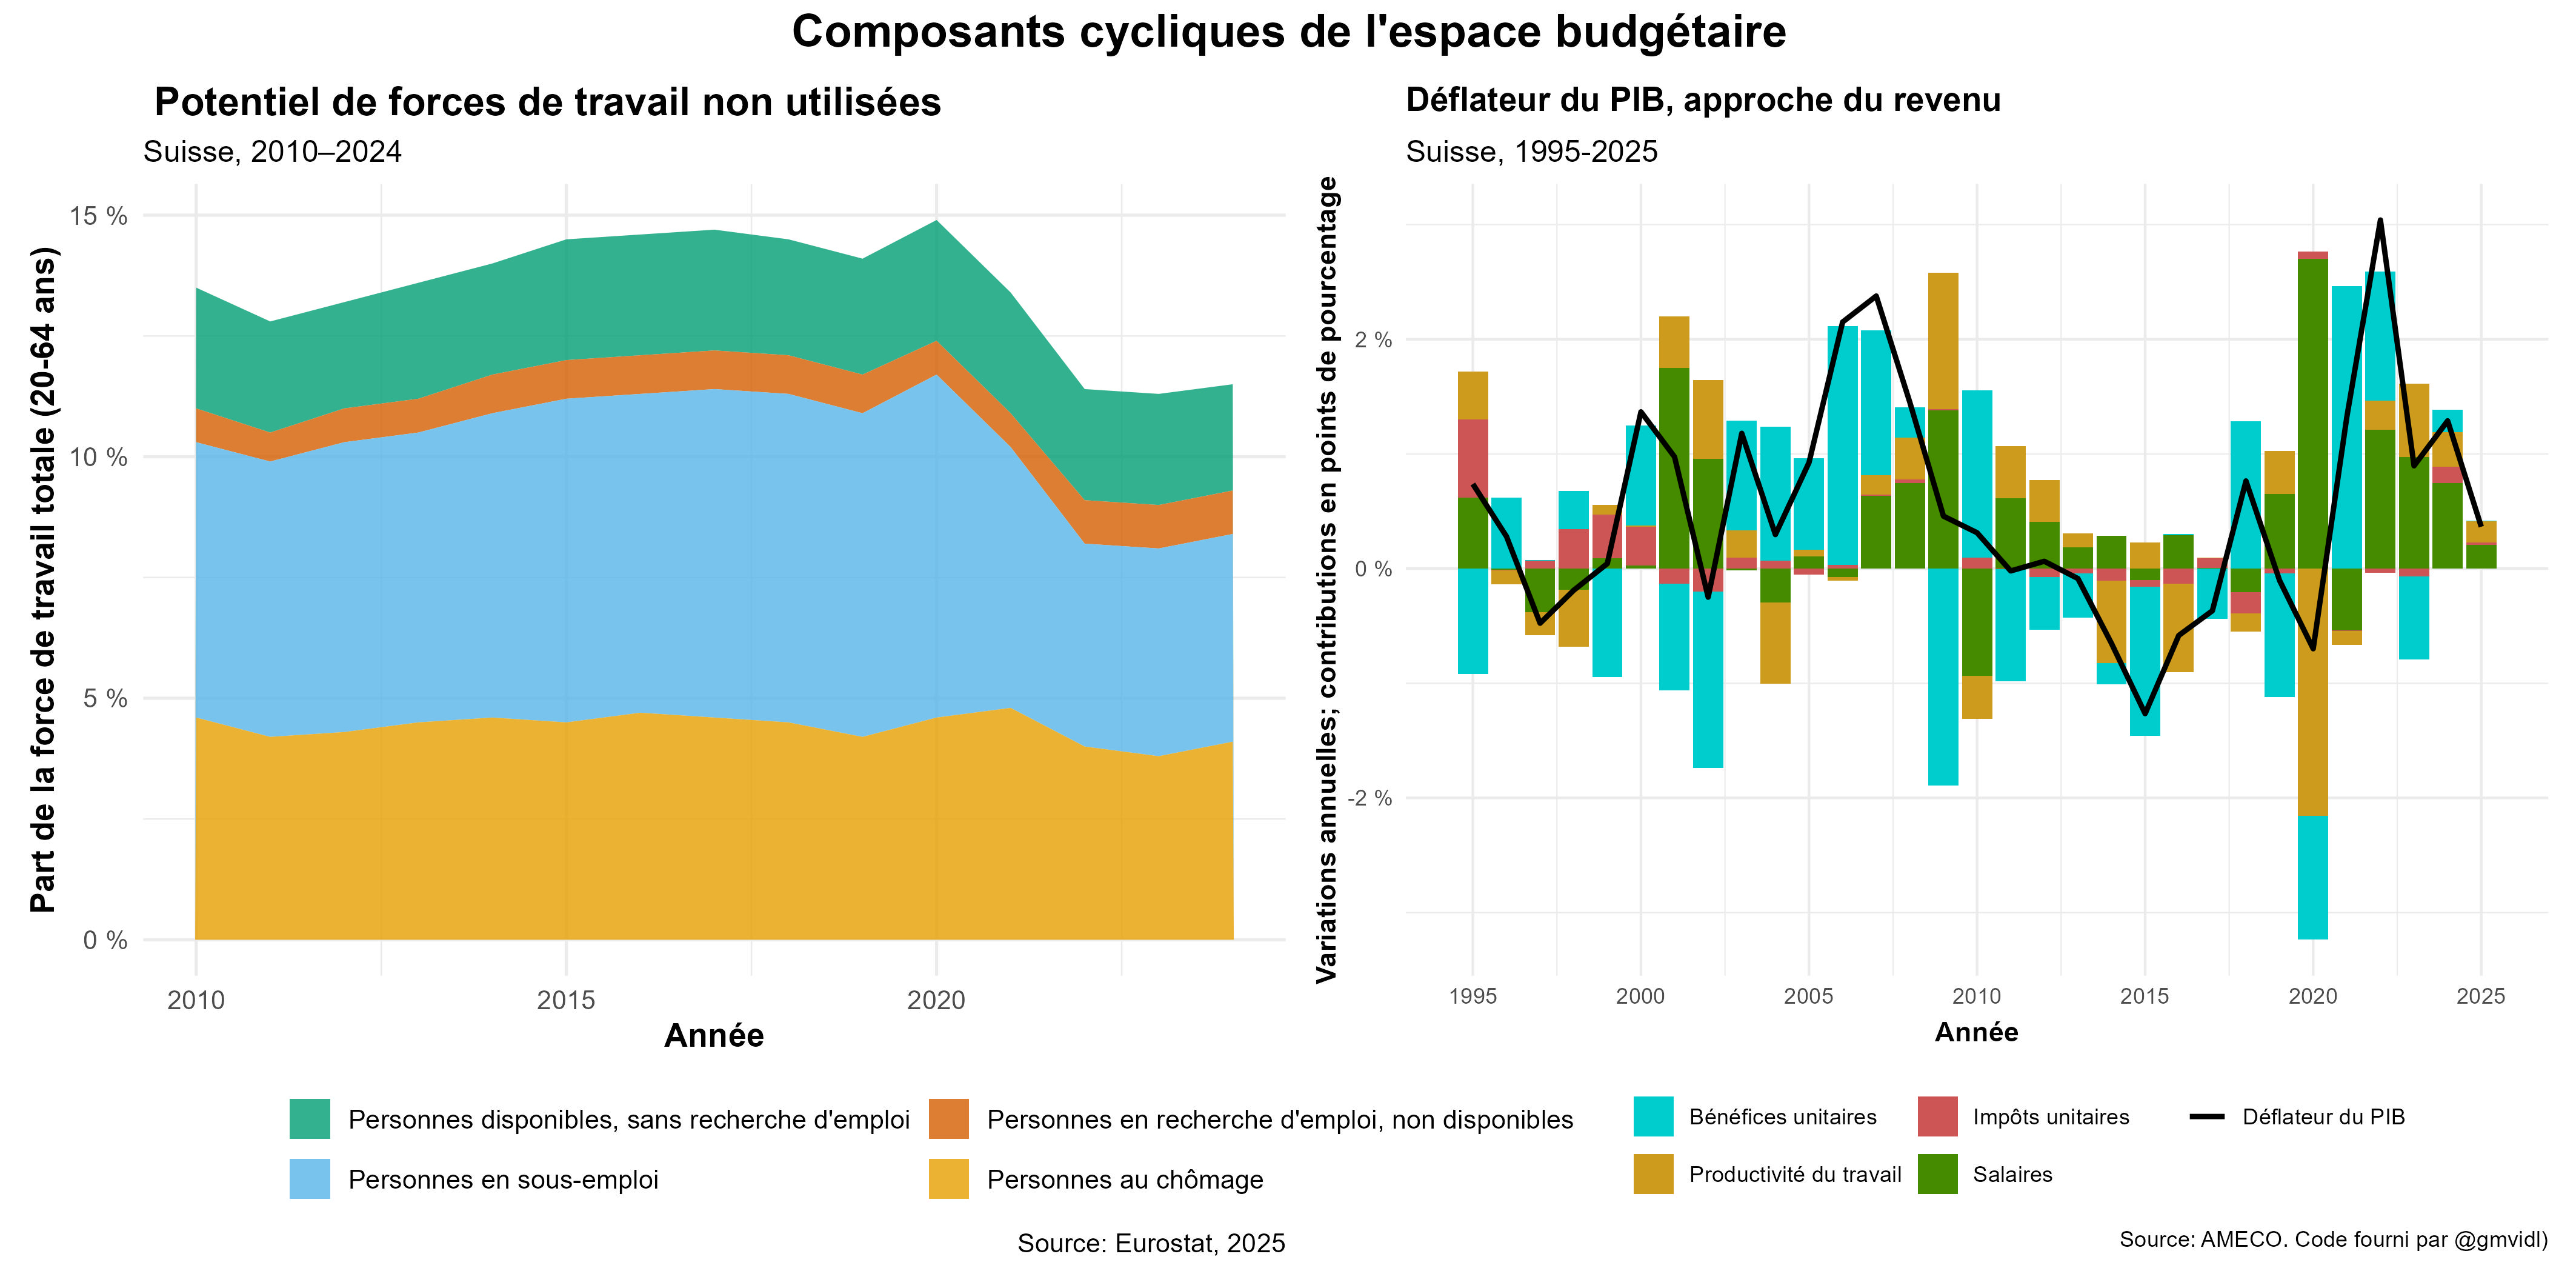 Composants cycliques de l'espace budgétaire
Potentiel de forces de travail non utilisées
Suisse, 2010–2024
Part de la force de travail totale (20-64 ans)
15 %
10 %
5 %
0 %
2010
2015
2020
Année
Personnes disponibles, sans recherche d'emploi
Personnes en recherche d'emploi, non disponibles
Personnes en sous-emploi
Personnes au chômage
Source: Eurostat, 2025
Déflateur du PIB, approche du revenu
Suisse, 1995-2025
Variations annuelles; contributions en points de pourcentage
2 %
0 %
-2 %
1995
2000
2005
2010
2015
2020
2025
Année
Bénéfices unitaires
Impôts unitaires
Déflateur du PIB
Productivité du travail
Salaires
Source: AMECO. Code fourni par @gmvidl)